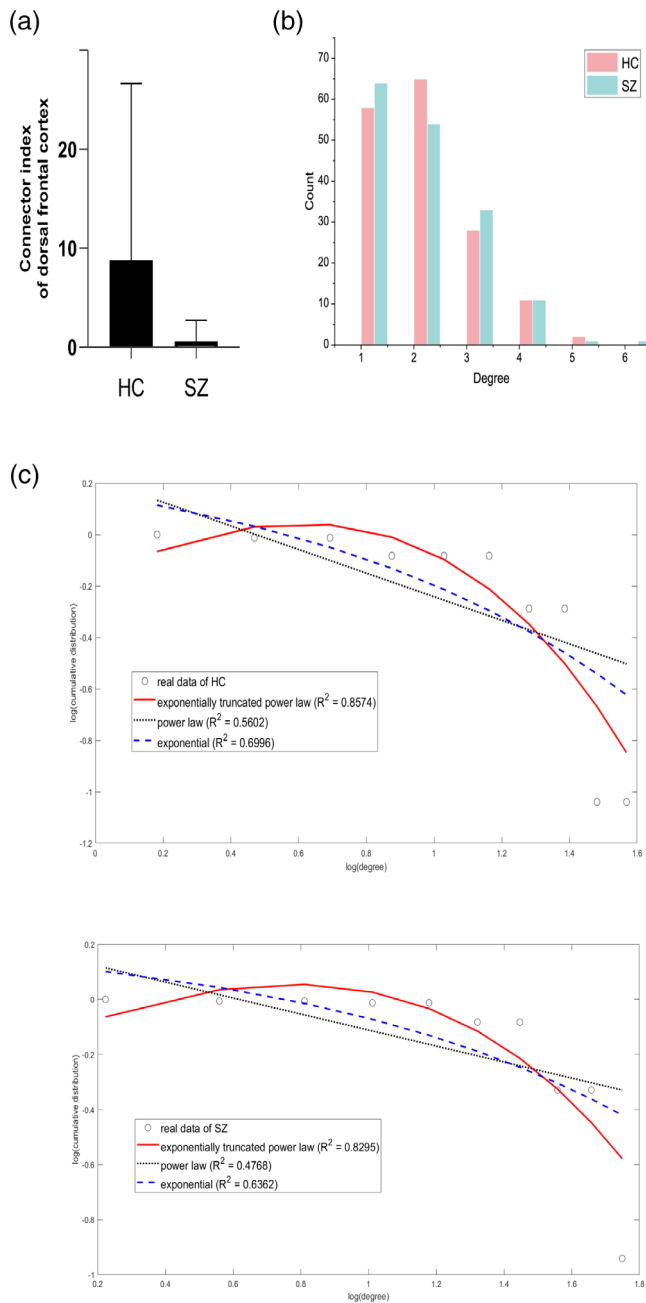 (a)
Connector index
of dorsal frontal cortex
20
10
0
HC
SZ
(b)
Count
70
60
50
40
30
20
10
0
1 2 3 4 5 6
Degree
HC
SZ
(c)
log(cumulative distribution)
0.2
0
-0.2
-0.4
-0.6
-0.8
-1
-1.2
real data of HC
exponentially truncated power law (R² = 0.8574)
power law (R² = 0.5602)
exponential (R² = 0.6996)
0 0.2 0.4 0.6 0.8 1 1.2 1.4 1.6
log(degree)
log(cumulative distribution)
0.2
0
-0.2
-0.4
-0.6
-0.8
-1
real data of SZ
exponentially truncated power law (R² = 0.8295)
power law (R² = 0.4768)
exponential (R² = 0.6362)
0.2 0.4 0.6 0.8 1 1.2 1.4 1.6 1.8
log(degree)